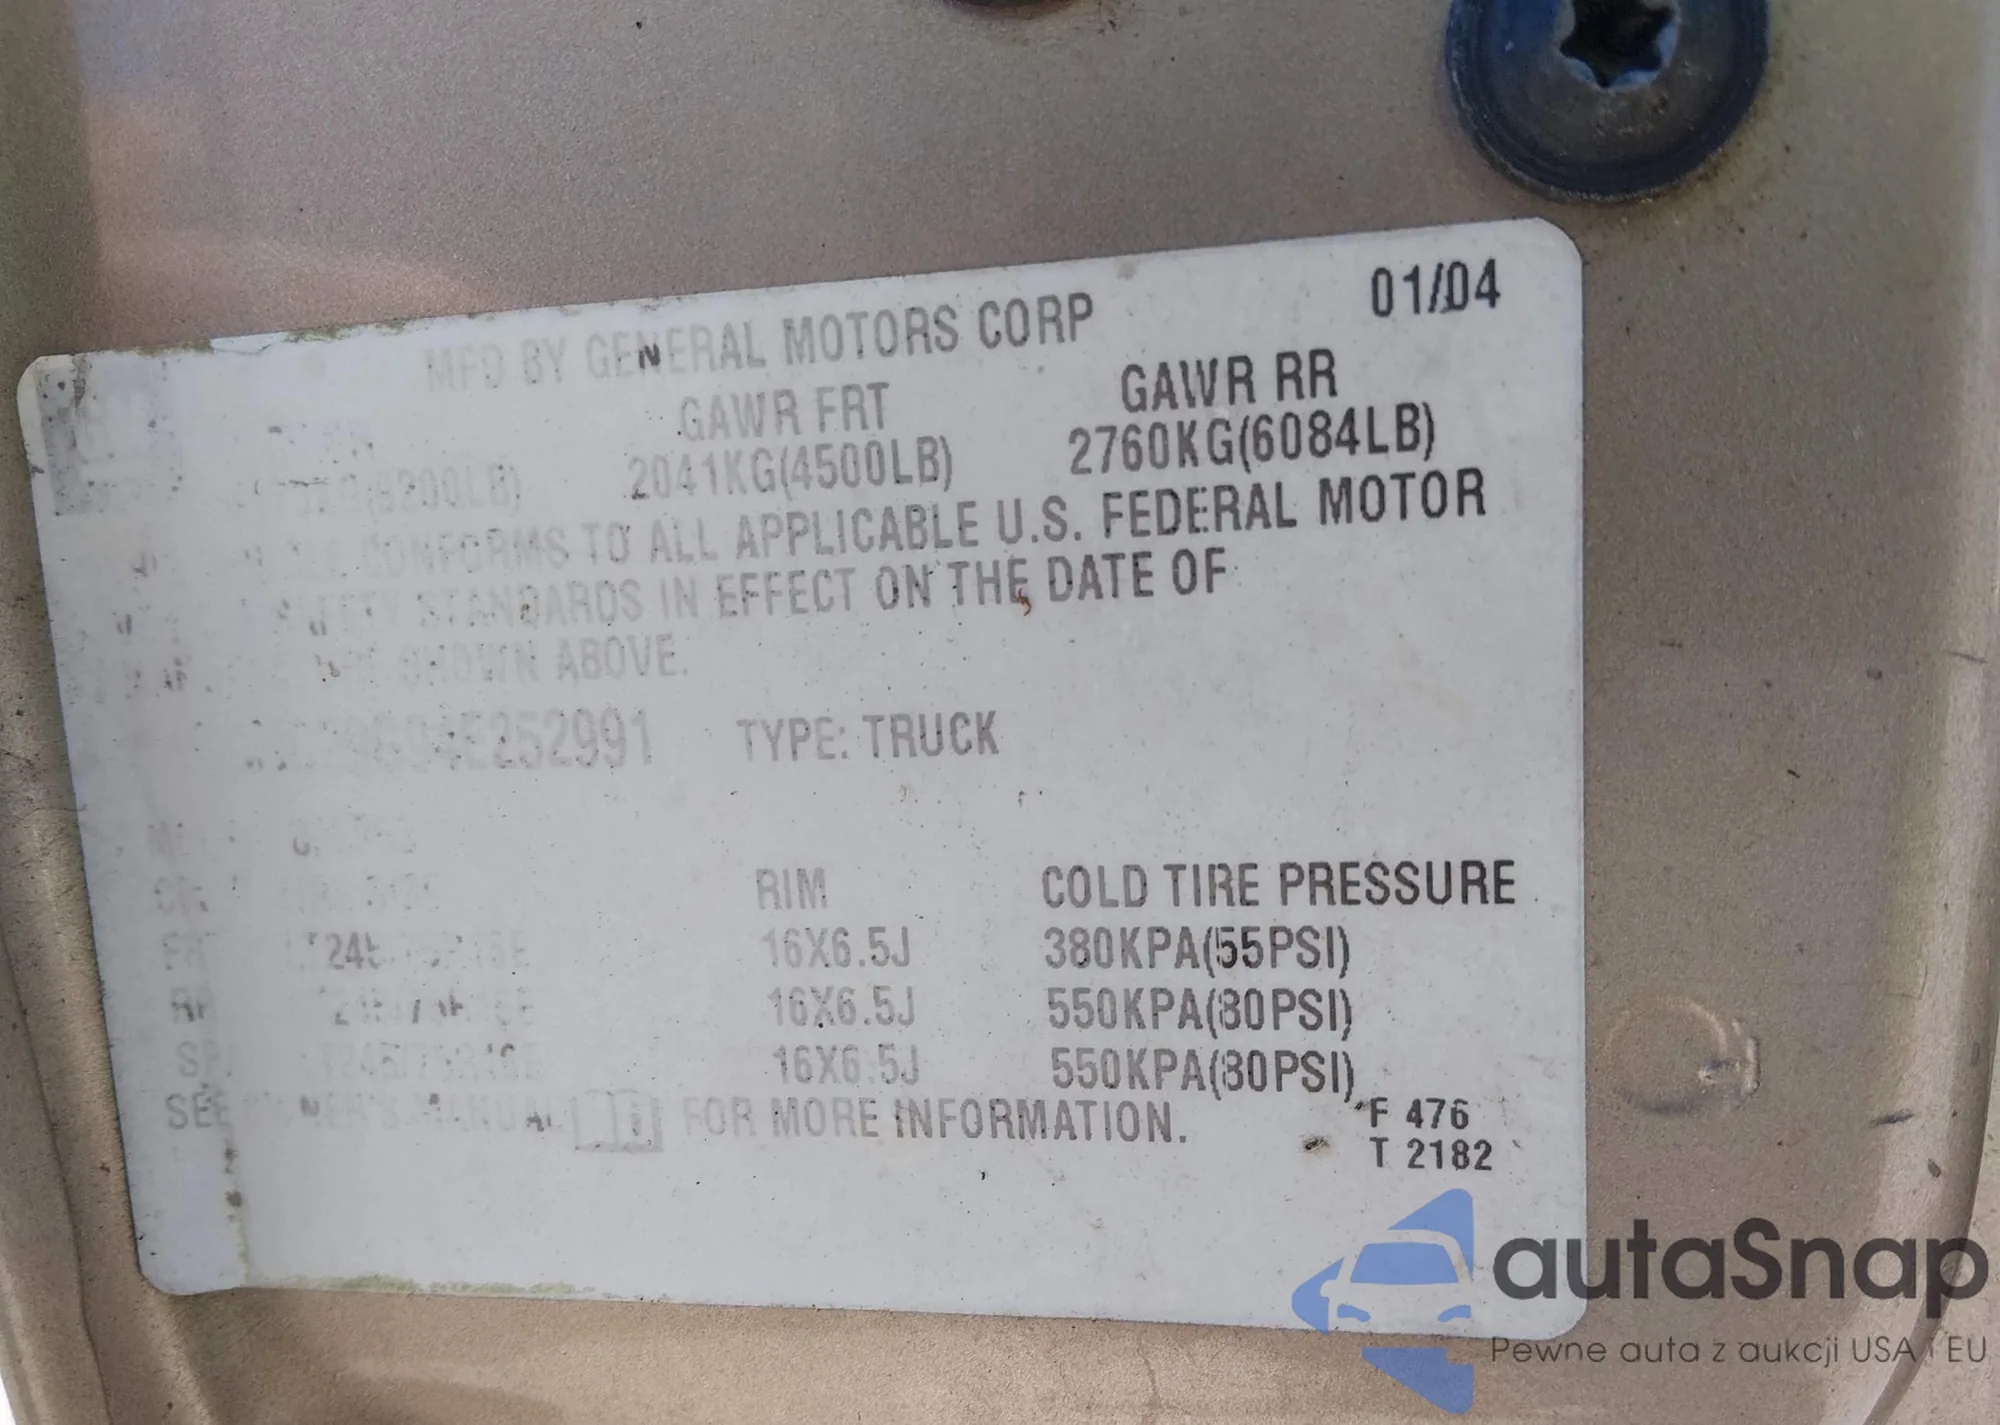 01/04
MFD BY GENERAL MOTORS CORP
GAWR FRT GAWR RR
2041KG(4500LB) 2760KG(6084LB)
CONFORMS TO ALL APPLICABLE U.S. FEDERAL MOTOR
STANDARDS IN EFFECT ON THE DATE OF
SHOWN ABOVE.
TYPE: TRUCK
RIM COLD TIRE PRESSURE
16X6.5J 380KPA(55PSI)
16X6.5J 550KPA(80PSI)
16X6.5J 550KPA(80PSI)
SEE OWNER'S MANUAL FOR MORE INFORMATION.
F 476
T 2182
autaSnap
Pewne auta z aukcji USA i EU